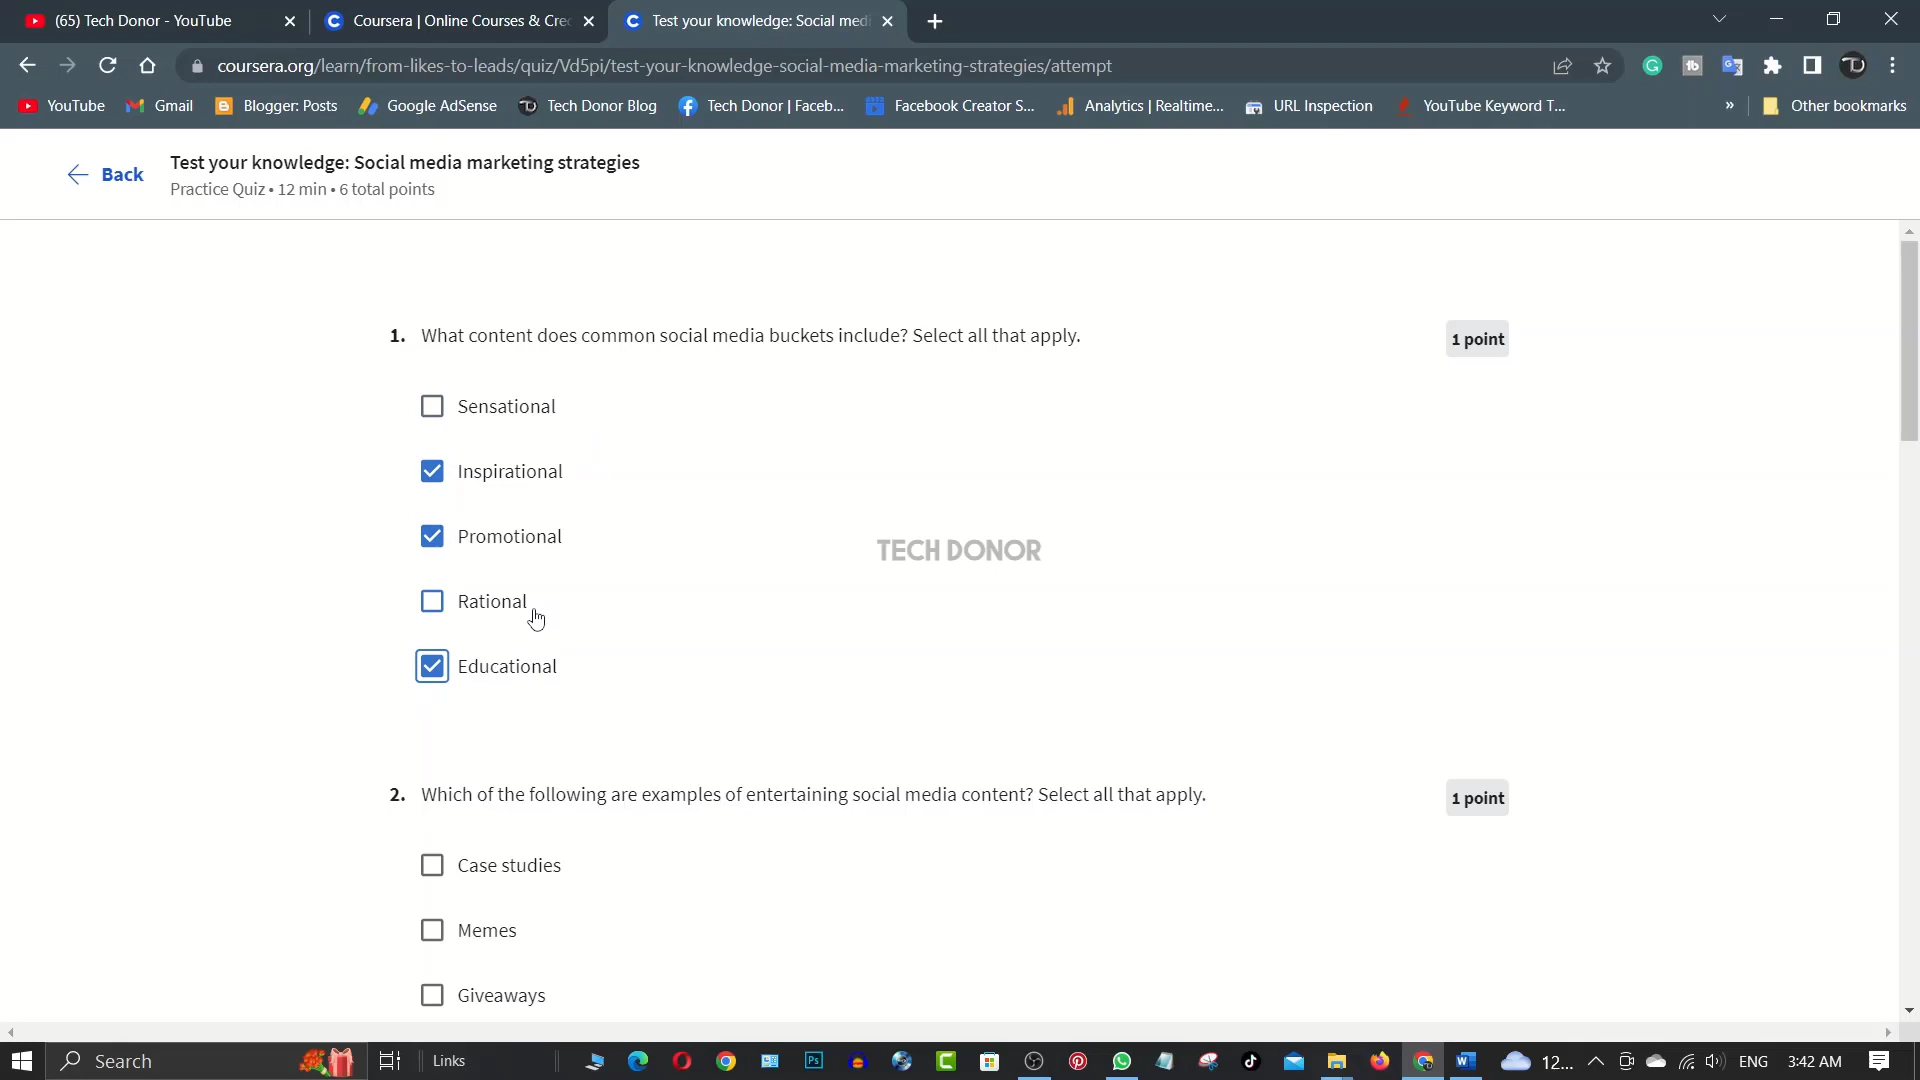 (65) Tech Donor - YouTube
Coursera | Online Courses & Cre
Test your knowledge: Social medi
coursera.org/learn/from-likes-to-leads/quiz/Vd5pi/test-your-knowledge-social-media-marketing-strategies/attempt
YouTube
Gmail
Blogger: Posts
Google AdSense
Tech Donor Blog
Tech Donor | Faceb...
Facebook Creator S...
Analytics | Realtime...
URL Inspection
YouTube Keyword T...
»
Other bookmarks
Back
Test your knowledge: Social media marketing strategies
Practice Quiz • 12 min • 6 total points
1. What content does common social media buckets include? Select all that apply.
1 point
Sensational
Inspirational
Promotional
TECH DONOR
Rational
Educational
2. Which of the following are examples of entertaining social media content? Select all that apply.
1 point
Case studies
Memes
Giveaways
Search
Links
12...
ENG
3:42 AM